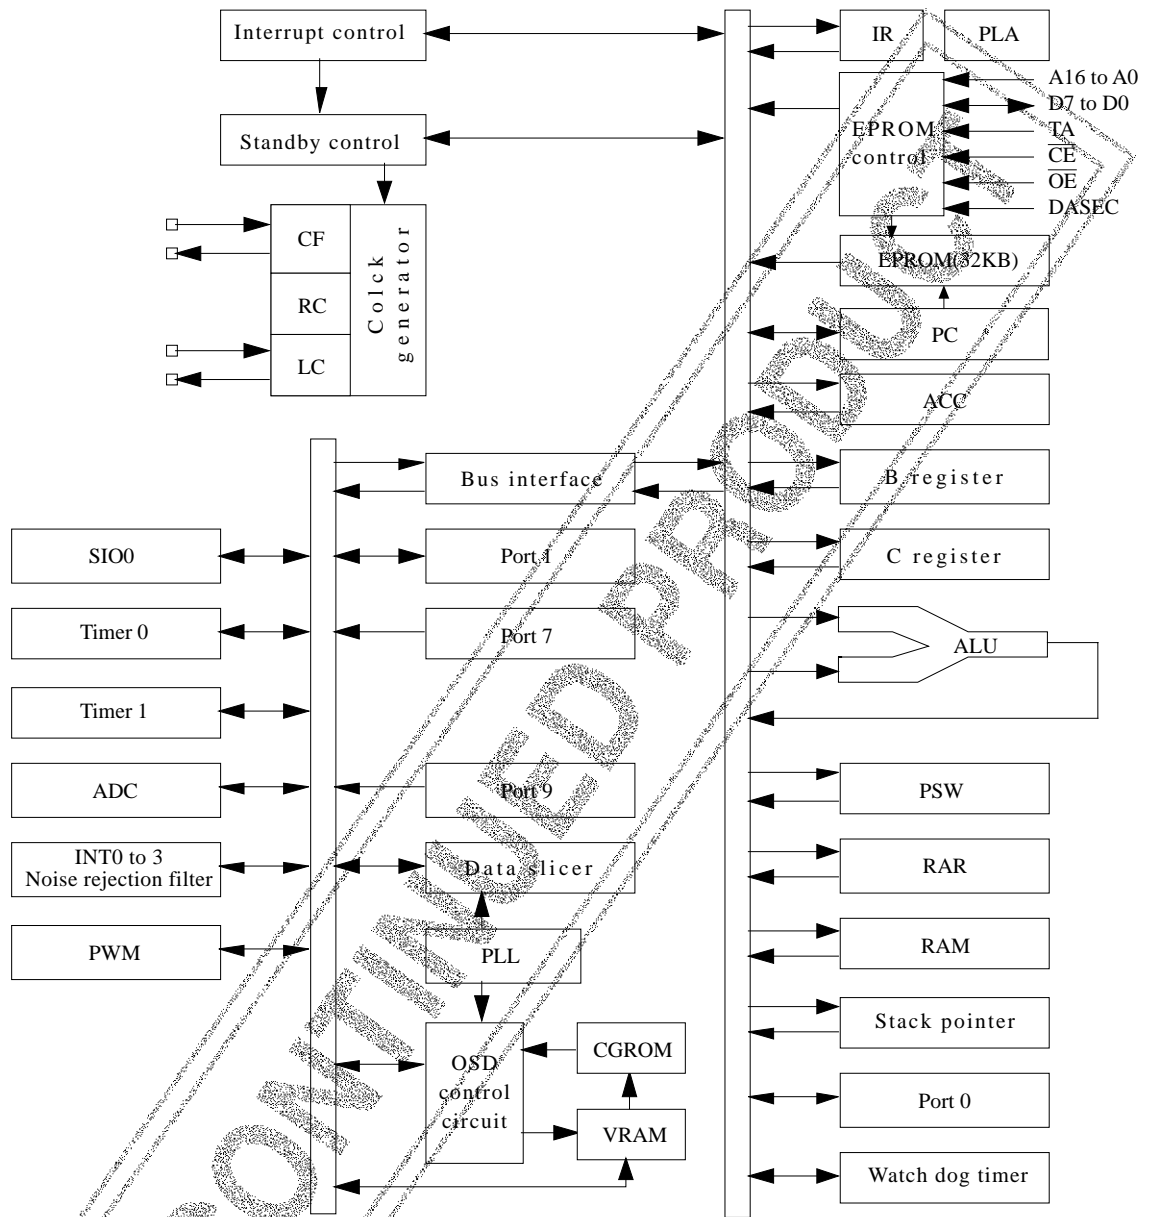 Interrupt control
IR
PLA
A16 to A0
D7 to D0
TA
CE
OE
DASEC
EPROM
control
Standby control
CF
RC
LC
Colck
generator
EPROM(32KB)
PC
ACC
Bus interface
B register
SIO0
Port 1
C register
Timer 0
Port 7
ALU
Timer 1
ADC
Port 9
PSW
INT0 to 3
Noise rejection filter
Data slicer
RAR
PWM
PLL
RAM
Stack pointer
OSD
control
circuit
CGROM
VRAM
Port 0
Watch dog timer
CONTINUED PRODUCT